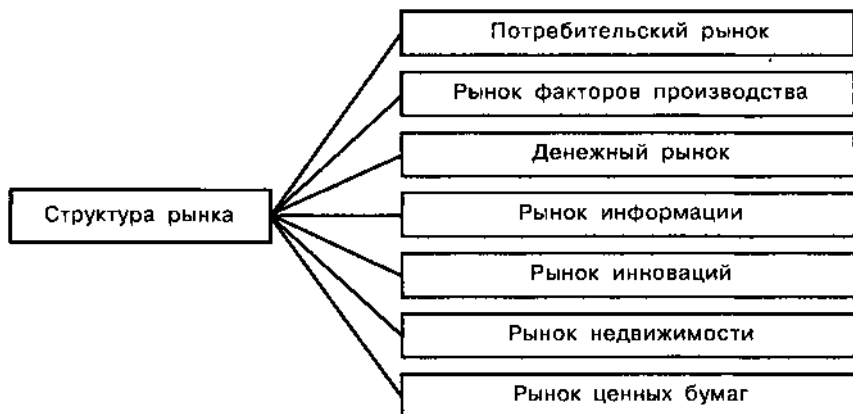 Потребительский рынок
Рынок факторов производства
Денежный рынок
Структура рынка
Рынок информации
Рынок инноваций
Рынок недвижимости
Рынок ценных бумаг